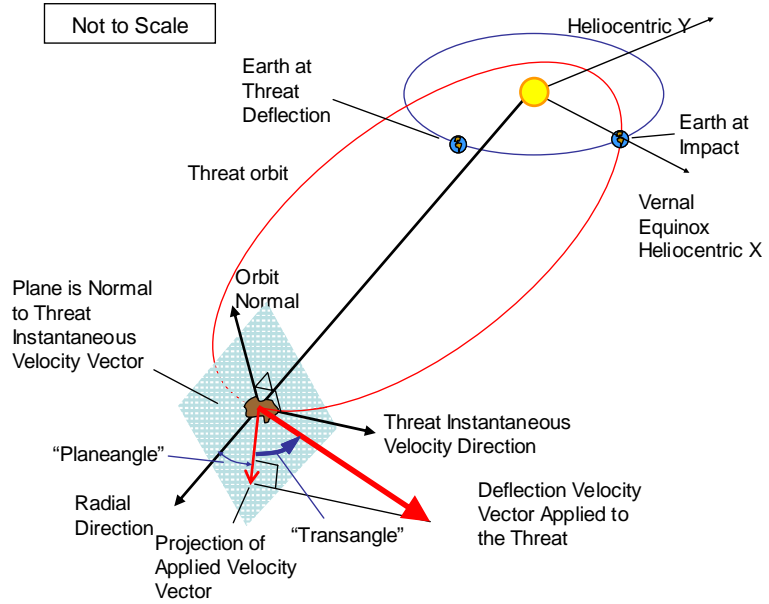 Not to Scale
Heliocentric Y
Earth at
Threat
Deflection
Earth at
Impact
Threat orbit
Vernal
Equinox
Heliocentric X
Orbit
Normal
Plane is Normal
to Threat
Instantaneous
Velocity Vector
Threat Instantaneous
Velocity Direction
“Planeangle”
Radial
Direction
“Transangle”
Deflection Velocity
Vector Applied to
the Threat
Projection of
Applied Velocity
Vector